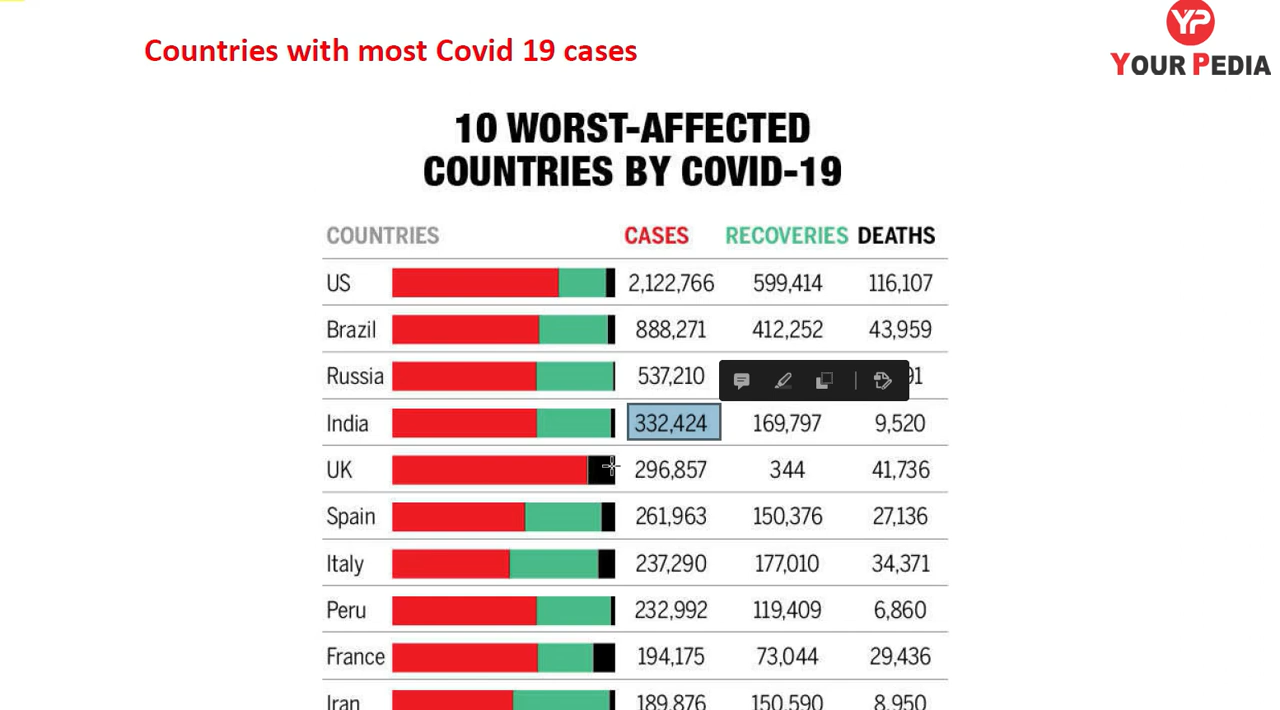 Countries with most Covid 19 cases
YP
YOUR PEDIA
10 WORST-AFFECTED
COUNTRIES BY COVID-19
COUNTRIES CASES RECOVERIES DEATHS
US 2,122,766 599,414 116,107
Brazil 888,271 412,252 43,959
Russia 537,210 91
India 332,424 169,797 9,520
UK 296,857 344 41,736
Spain 261,963 150,376 27,136
Italy 237,290 177,010 34,371
Peru 232,992 119,409 6,860
France 194,175 73,044 29,436
Iran 189,876 150,590 8,950